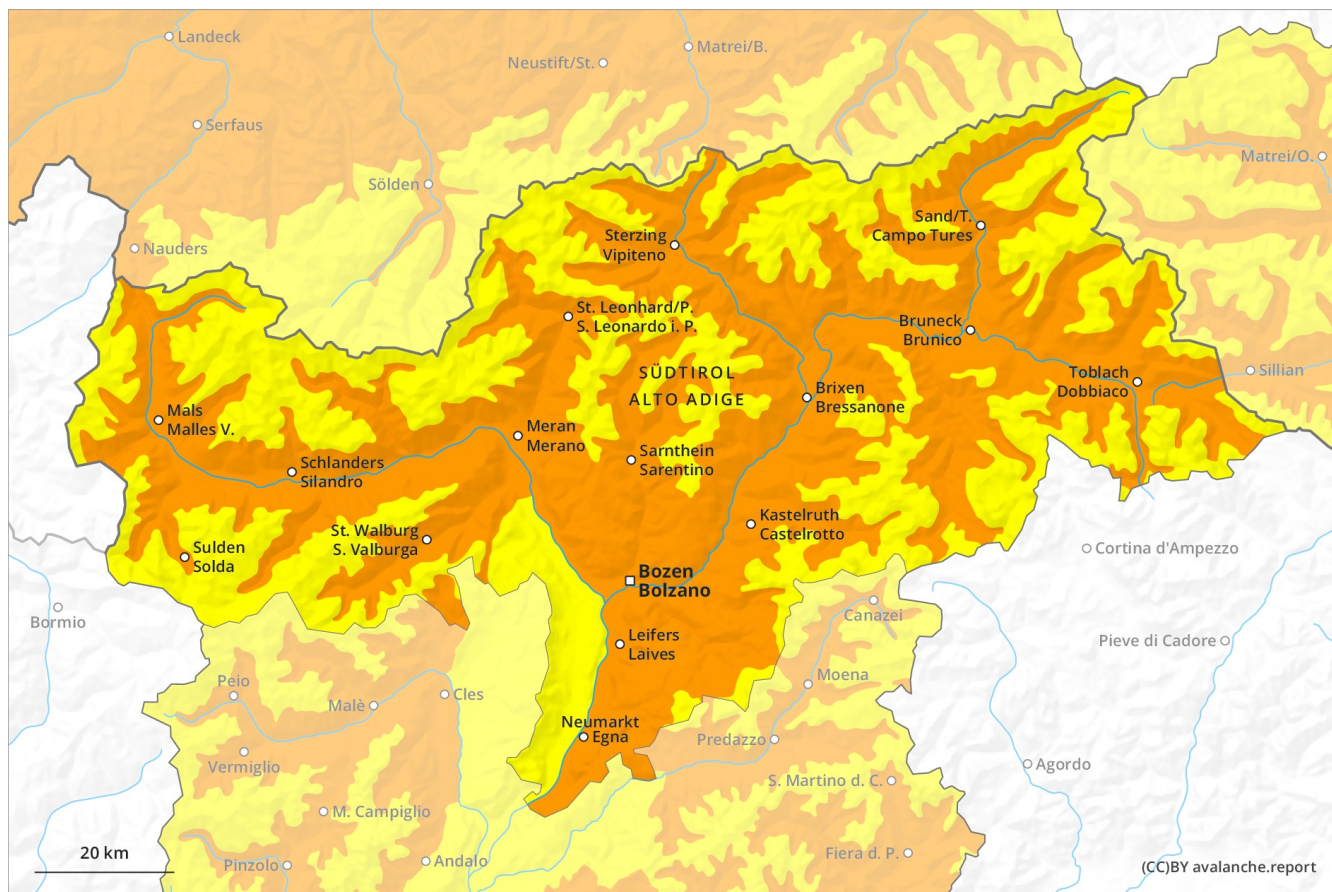 Landeck
Matrei/B.
Neustift/St.
Serfaus
Matrei/O.
Sölden
Sand/T.
Campo Tures
Sterzing
Vipiteno
Nauders
St. Leonhard/P.
S. Leonardo i. P.
Bruneck
Brunico
SÜDTIROL
ALTO ADIGE
Toblach
Dobbiaco
Sillian
Brixen
Bressanone
Mals
Malles V.
Meran
Merano
Sarnthein
Sarentino
Schlanders
Silandro
Kastelruth
Castelrotto
St. Walburg
S. Valburga
Sulden
Solda
Cortina d'Ampezzo
Bozen
Bolzano
Bormio
Canazei
Leifers
Laives
Pieve di Cadore
Peio
Moena
Malè
Cles
Neumarkt
Egna
Predazzo
Vermiglio
Agordo
S. Martino d. C.
M. Campiglio
20 km
Pinzolo
Andalo
Fiera d. P.
(CC)BY avalanche.report